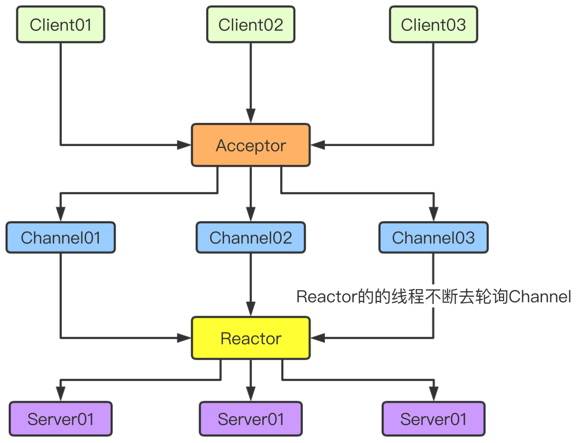 Client01
Client02
Client03
Acceptor
Channel01
Channel02
Channel03
Reactor的的线程不断去轮询Channel
Reactor
Server01
Server01
Server01